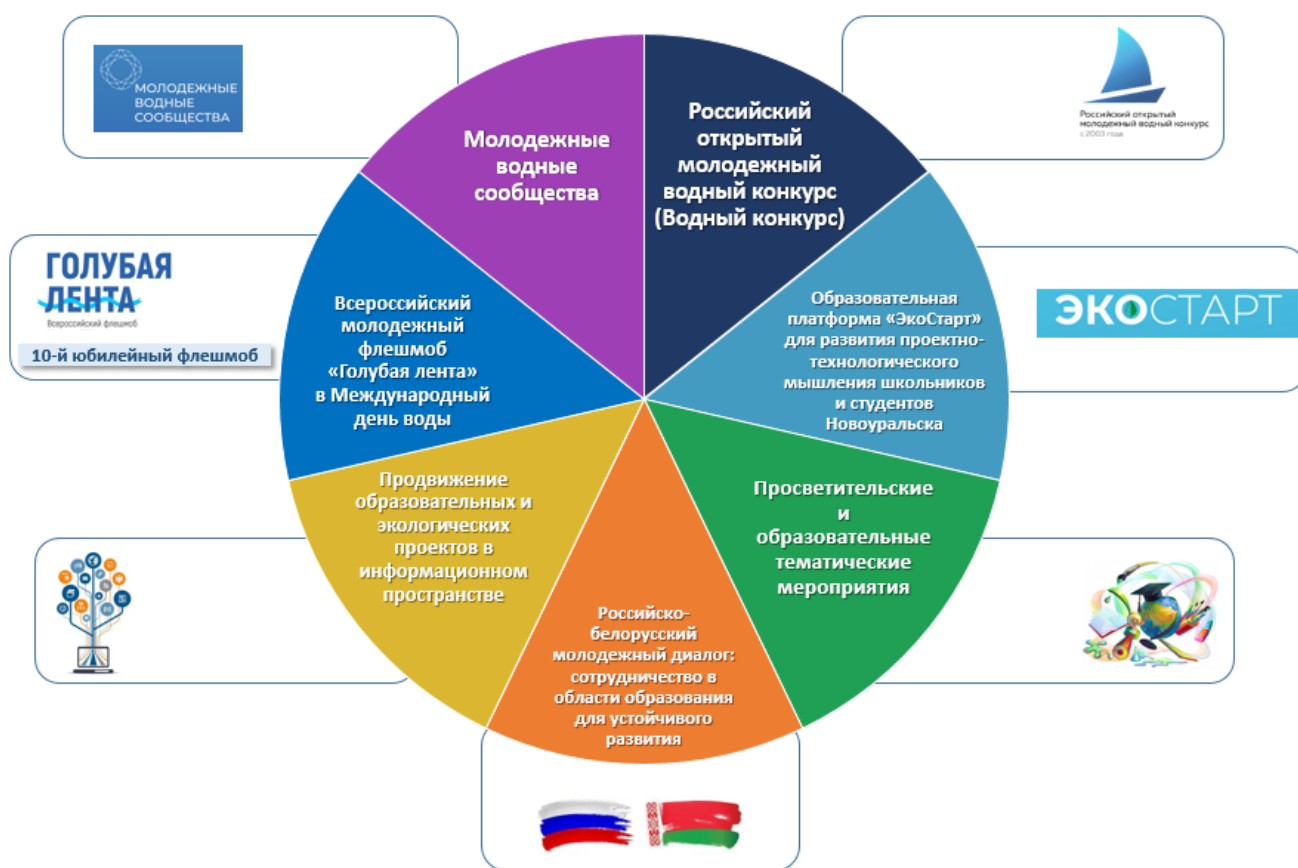 МОЛОДЕЖНЫЕ
ВОДНЫЕ
СООБЩЕСТВА
Российский открытый
молодежный водный конкурс
с 2003 года
Молодежные
водные
сообщества
Российский
открытый
молодежный
водный конкурс
(Водный конкурс)
ГОЛУБАЯ
ЛЕНТА
Всероссийский флешмоб
10-й юбилейный флешмоб
Всероссийский
молодежный
флешмоб
«Голубая лента»
в Международный
день воды
Образовательная
платформа «ЭкоСтарт»
для развития проектно-
технологического
мышления школьников
и студентов
Новоуральска
ЭКОСТАРТ
Продвижение
образовательных и
экологических
проектов в
информационном
пространстве
Просветительские
и
образовательные
тематические
мероприятия
Российско-
белорусский
молодежный диалог:
сотрудничество в
области образования
для устойчивого
развития